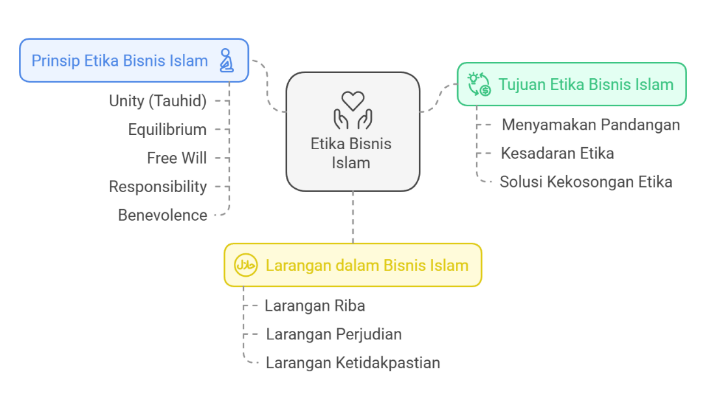 Prinsip Etika Bisnis Islam
Unity (Tauhid)
Equilibrium
Free Will
Responsibility
Benevolence
Etika Bisnis
Islam
Tujuan Etika Bisnis Islam
Menyamakan Pandangan
Kesadaran Etika
Solusi Kekosongan Etika
حلال
Larangan dalam Bisnis Islam
Larangan Riba
Larangan Perjudian
Larangan Ketidakpastian